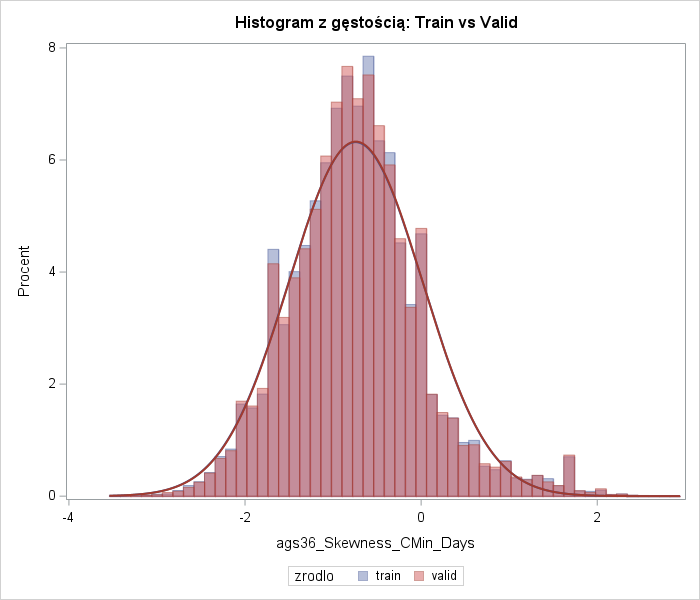 Histogram z gęstością: Train vs Valid
Procent
8
6
4
2
0
-4 -2 0 2
ags36_Skewness_CMin_Days
zrodlo train valid